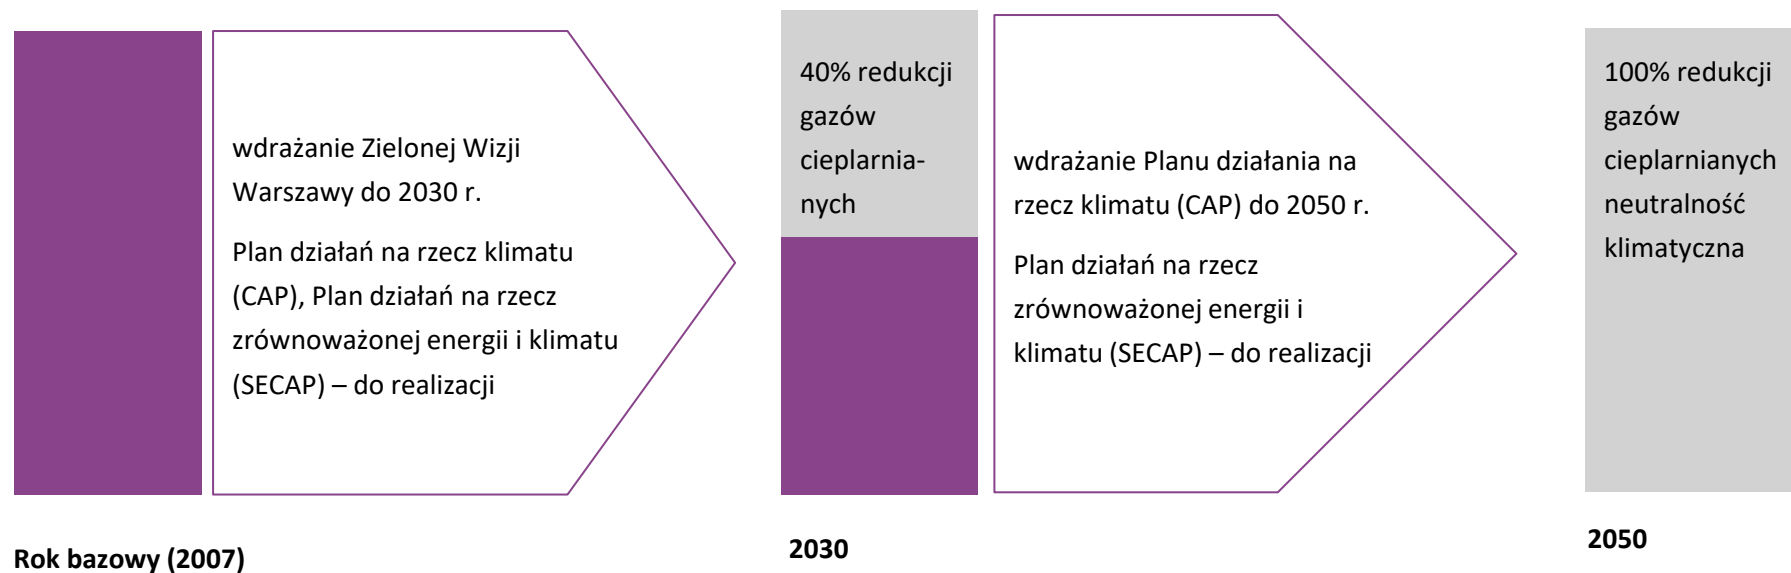 wdrażanie Zielonej Wizji
Warszawy do 2030 r.
Plan działań na rzecz klimatu
(CAP), Plan działań na rzecz
zrównoważonej energii i klimatu
(SECAP) – do realizacji
40% redukcji
gazów
cieplarnia-
nych
wdrażanie Planu działania na
rzecz klimatu (CAP) do 2050 r.
Plan działań na rzecz
zrównoważonej energii i
klimatu (SECAP) – do realizacji
100% redukcji
gazów
cieplarnianych
neutralność
klimatyczna
Rok bazowy (2007)
2030
2050